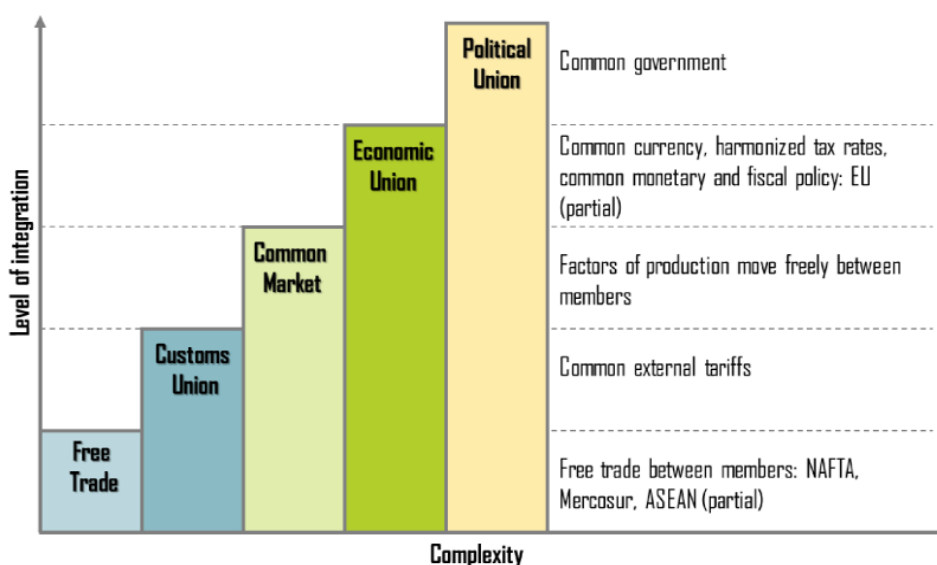 Political
Union
Common government
Economic
Union
Common currency, harmonized tax rates,
common monetary and fiscal policy: EU
(partial)
Common
Market
Factors of production move freely between
members
Customs
Union
Common external tariffs
Free
Trade
Free trade between members: NAFTA,
Mercosur, ASEAN (partial)
Level of integration
Complexity